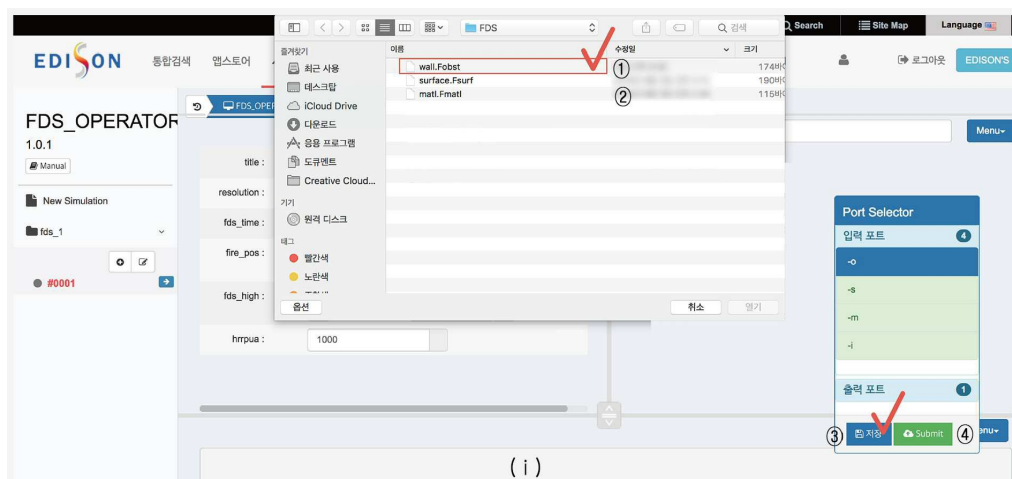 FDS
검색
Search
Site Map
Language
EDISON
통합검색
앱스토어
로그아웃
EDISON'S
즐겨찾기
최근 사용
데스크탑
iCloud Drive
다운로드
응용 프로그램
도큐멘트
Creative Cloud...
기기
원격 디스크
태그
빨간색
노란색
이름
수정일
크기
wall.Fobst
①
174바
surface.Fsurf
190바
matl.Fmatl
②
115바
옵션
취소
열기
FDS_OPERATOR
1.0.1
Manual
New Simulation
fds_1
#0001
FDS_OPER
Menu
title :
resolution :
fds_time :
fire_pos :
fds_high :
hrrpua :
1000
Port Selector
입력 포트
4
-o
-s
-m
-i
출력 포트
1
③
저장
Submit
④
enu
(i)